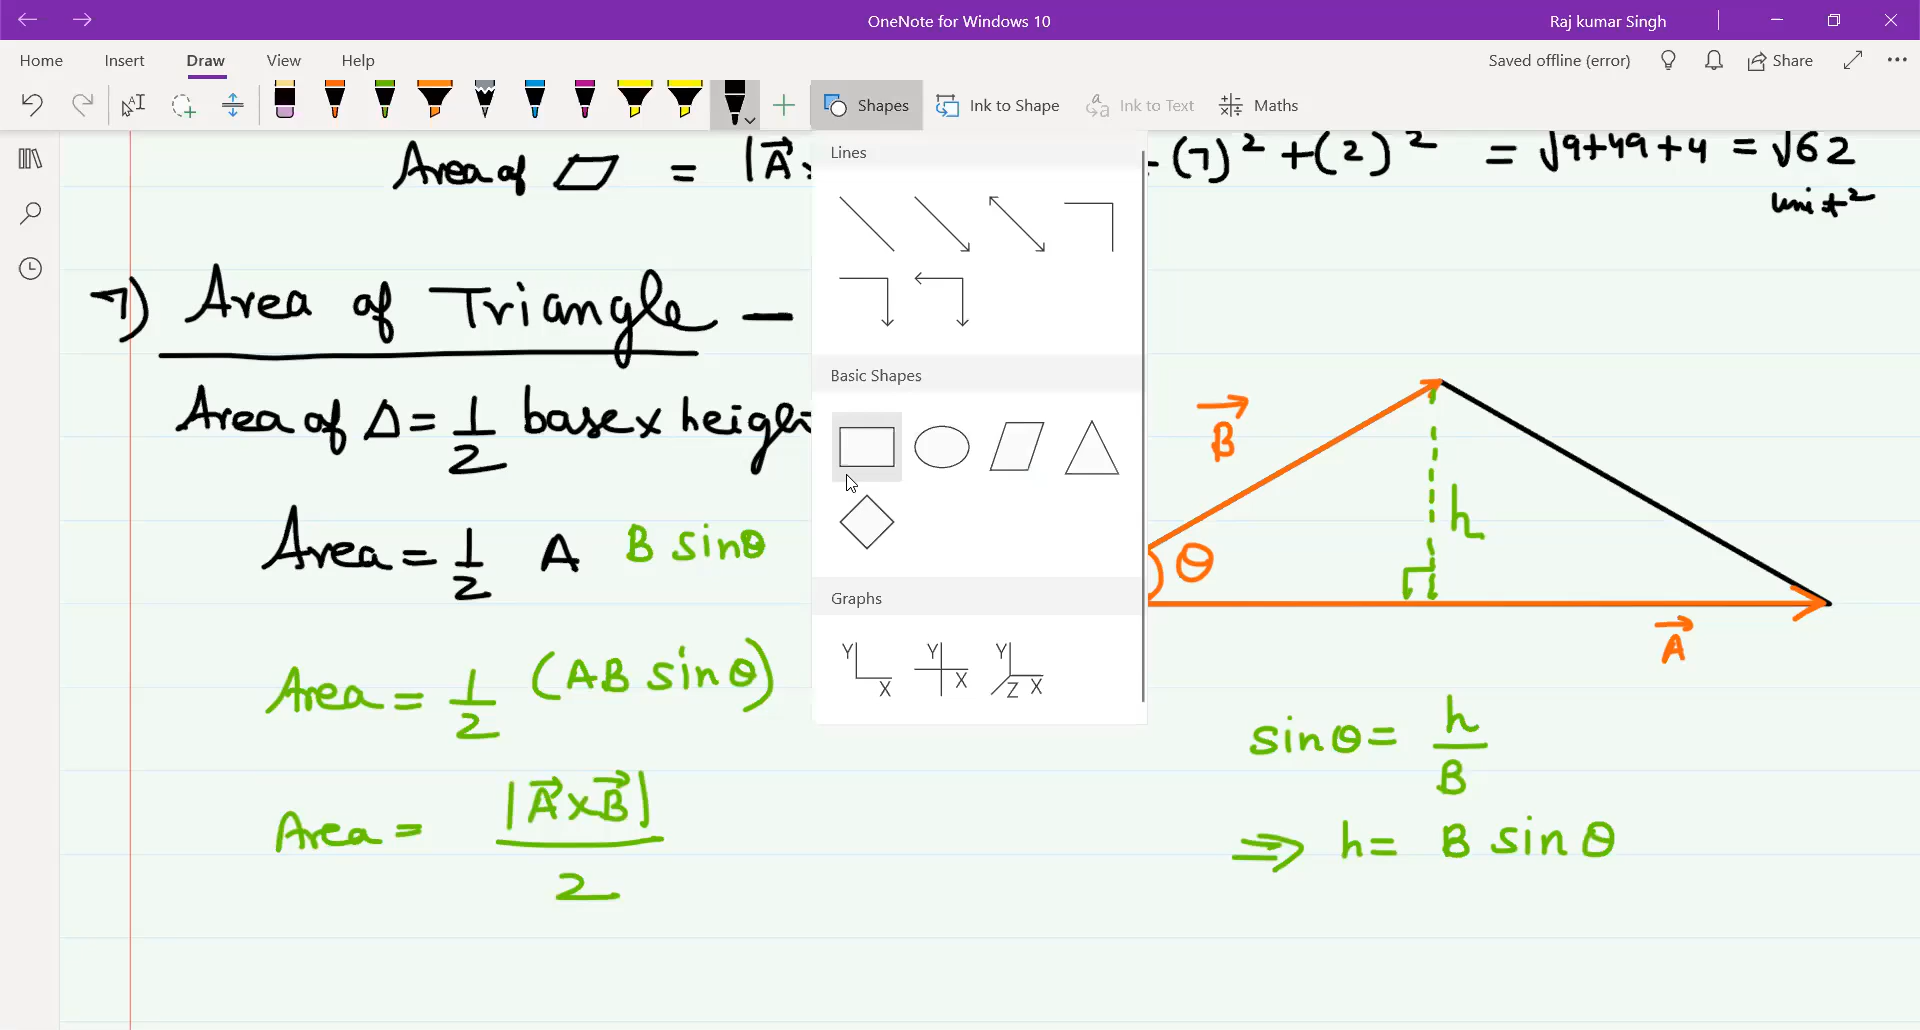 OneNote for Windows 10
Raj kumar Singh
Home Insert Draw View Help
Saved offline (error) Share
Shapes Ink to Shape Ink to Text Maths
Area of ▱ = |A⃗×
- (7)² + (2)² = √9+49+4 = √62
unit²
Lines
7) Area of Triangle —
Basic Shapes
Area of Δ = 1/2 base x height
B⃗
h
Area = 1/2 A B sinθ
θ
Graphs
Y X Y X Y Z X
A⃗
Area = 1/2 (AB sinθ)
sinθ = h/B
Area = |A⃗×B⃗|/2
⇒ h = B sinθ